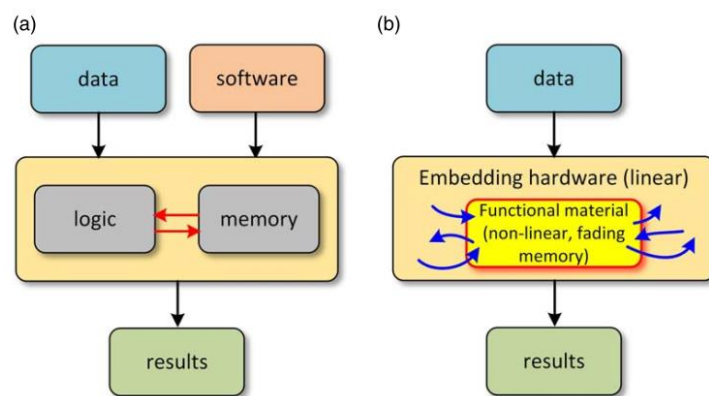 (a)
data
software
logic
memory
results
(b)
data
Embedding hardware (linear)
Functional material
(non-linear, fading
memory)
results